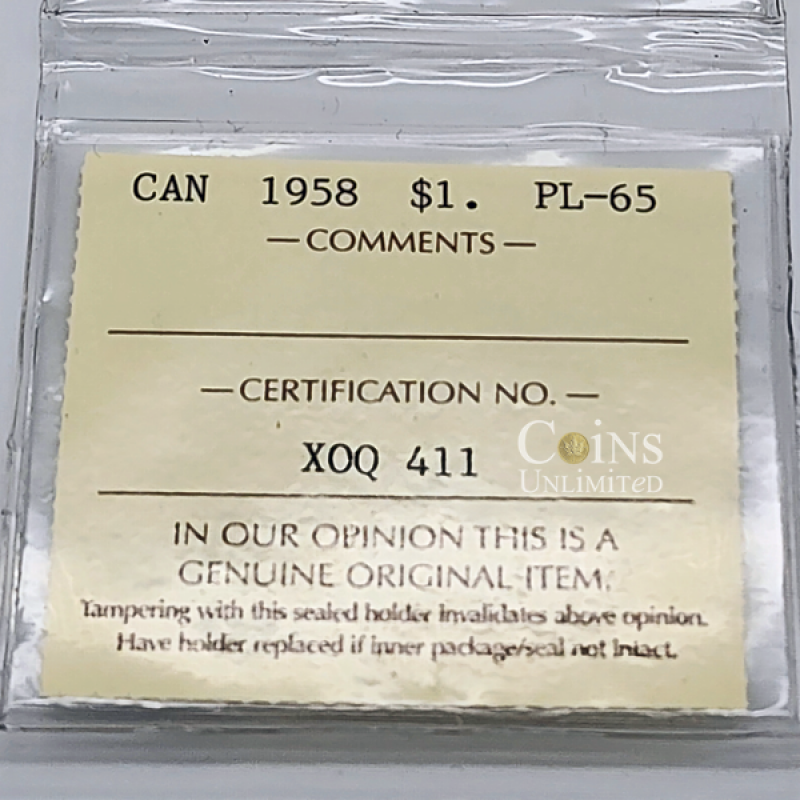 CAN 1958 $1. PL-65
— COMMENTS —
— CERTIFICATION NO. —
XOQ 411
COiNS
UNLiMiTED
IN OUR OPINION THIS IS A
GENUINE ORIGINAL ITEM.
Tampering with this sealed holder invalidates above opinion.
Have holder replaced if inner package/seal not intact.